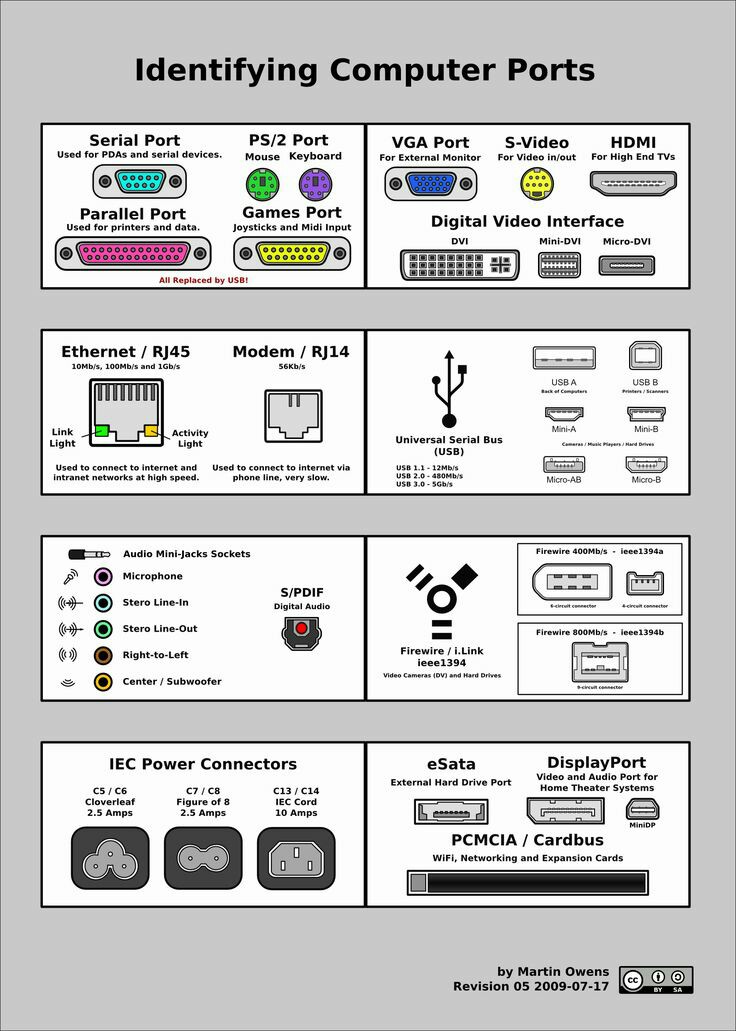 Identifying Computer Ports
Serial Port
Used for PDAs and serial devices.
PS/2 Port
Mouse Keyboard
Parallel Port
Used for printers and data.
Games Port
Joysticks and Midi Input
All Replaced by USB!
VGA Port
For External Monitor
S-Video
For Video in/out
HDMI
For High End TVs
Digital Video Interface
DVI
Mini-DVI
Micro-DVI
Ethernet / RJ45
10Mb/s, 100Mb/s and 1Gb/s
Link
Light
Activity
Light
Used to connect to internet and
intranet networks at high speed.
Modem / RJ14
56Kb/s
Used to connect to internet via
phone line, very slow.
Universal Serial Bus
(USB)
USB 1.1 - 12Mb/s
USB 2.0 - 480Mb/s
USB 3.0 - 5Gb/s
USB A
Back of Computers
USB B
Printers / Scanners
Mini-A
Mini-B
Cameras / Music Players / Hard Drives
Micro-AB
Micro-B
Audio Mini-Jacks Sockets
Microphone
Stero Line-In
Stero Line-Out
Right-to-Left
Center / Subwoofer
S/PDIF
Digital Audio
Firewire / i.Link
ieee1394
Video Cameras (DV) and Hard Drives
Firewire 400Mb/s - ieee1394a
6-circuit connector
4-circuit connector
Firewire 800Mb/s - ieee1394b
9-circuit connector
IEC Power Connectors
C5 / C6
Cloverleaf
2.5 Amps
C7 / C8
Figure of 8
2.5 Amps
C13 / C14
IEC Cord
10 Amps
eSata
External Hard Drive Port
DisplayPort
Video and Audio Port for
Home Theater Systems
MiniDP
PCMCIA / Cardbus
WiFi, Networking and Expansion Cards
by Martin Owens
Revision 05 2009-07-17
cc
BY SA